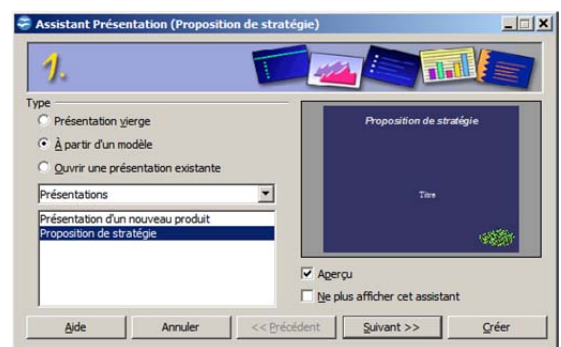 Assistant Présentation (Proposition de stratégie)
1.
Type
Présentation vierge
À partir d'un modèle
Ouvrir une présentation existante
Présentations
Présentation d'un nouveau produit
Proposition de stratégie
Proposition de stratégie
Titre
Aperçu
Ne plus afficher cet assistant
Aide
Annuler
<< Précédent
Suivant >>
Créer